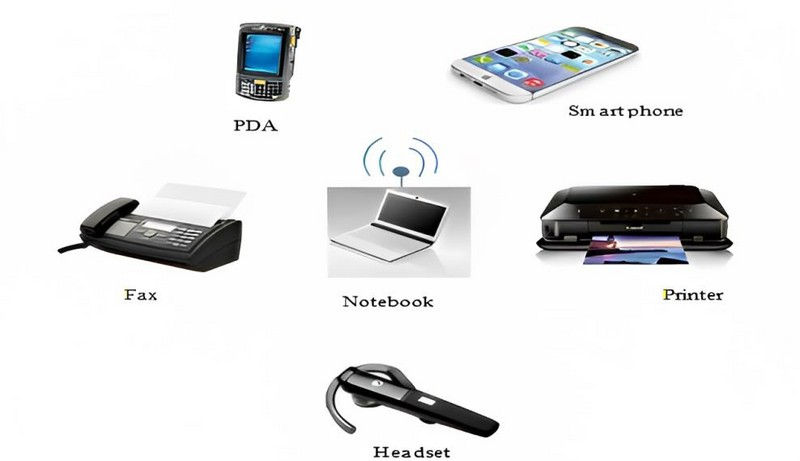 Smartphone
PDA
Fax
Notebook
Printer
Headset